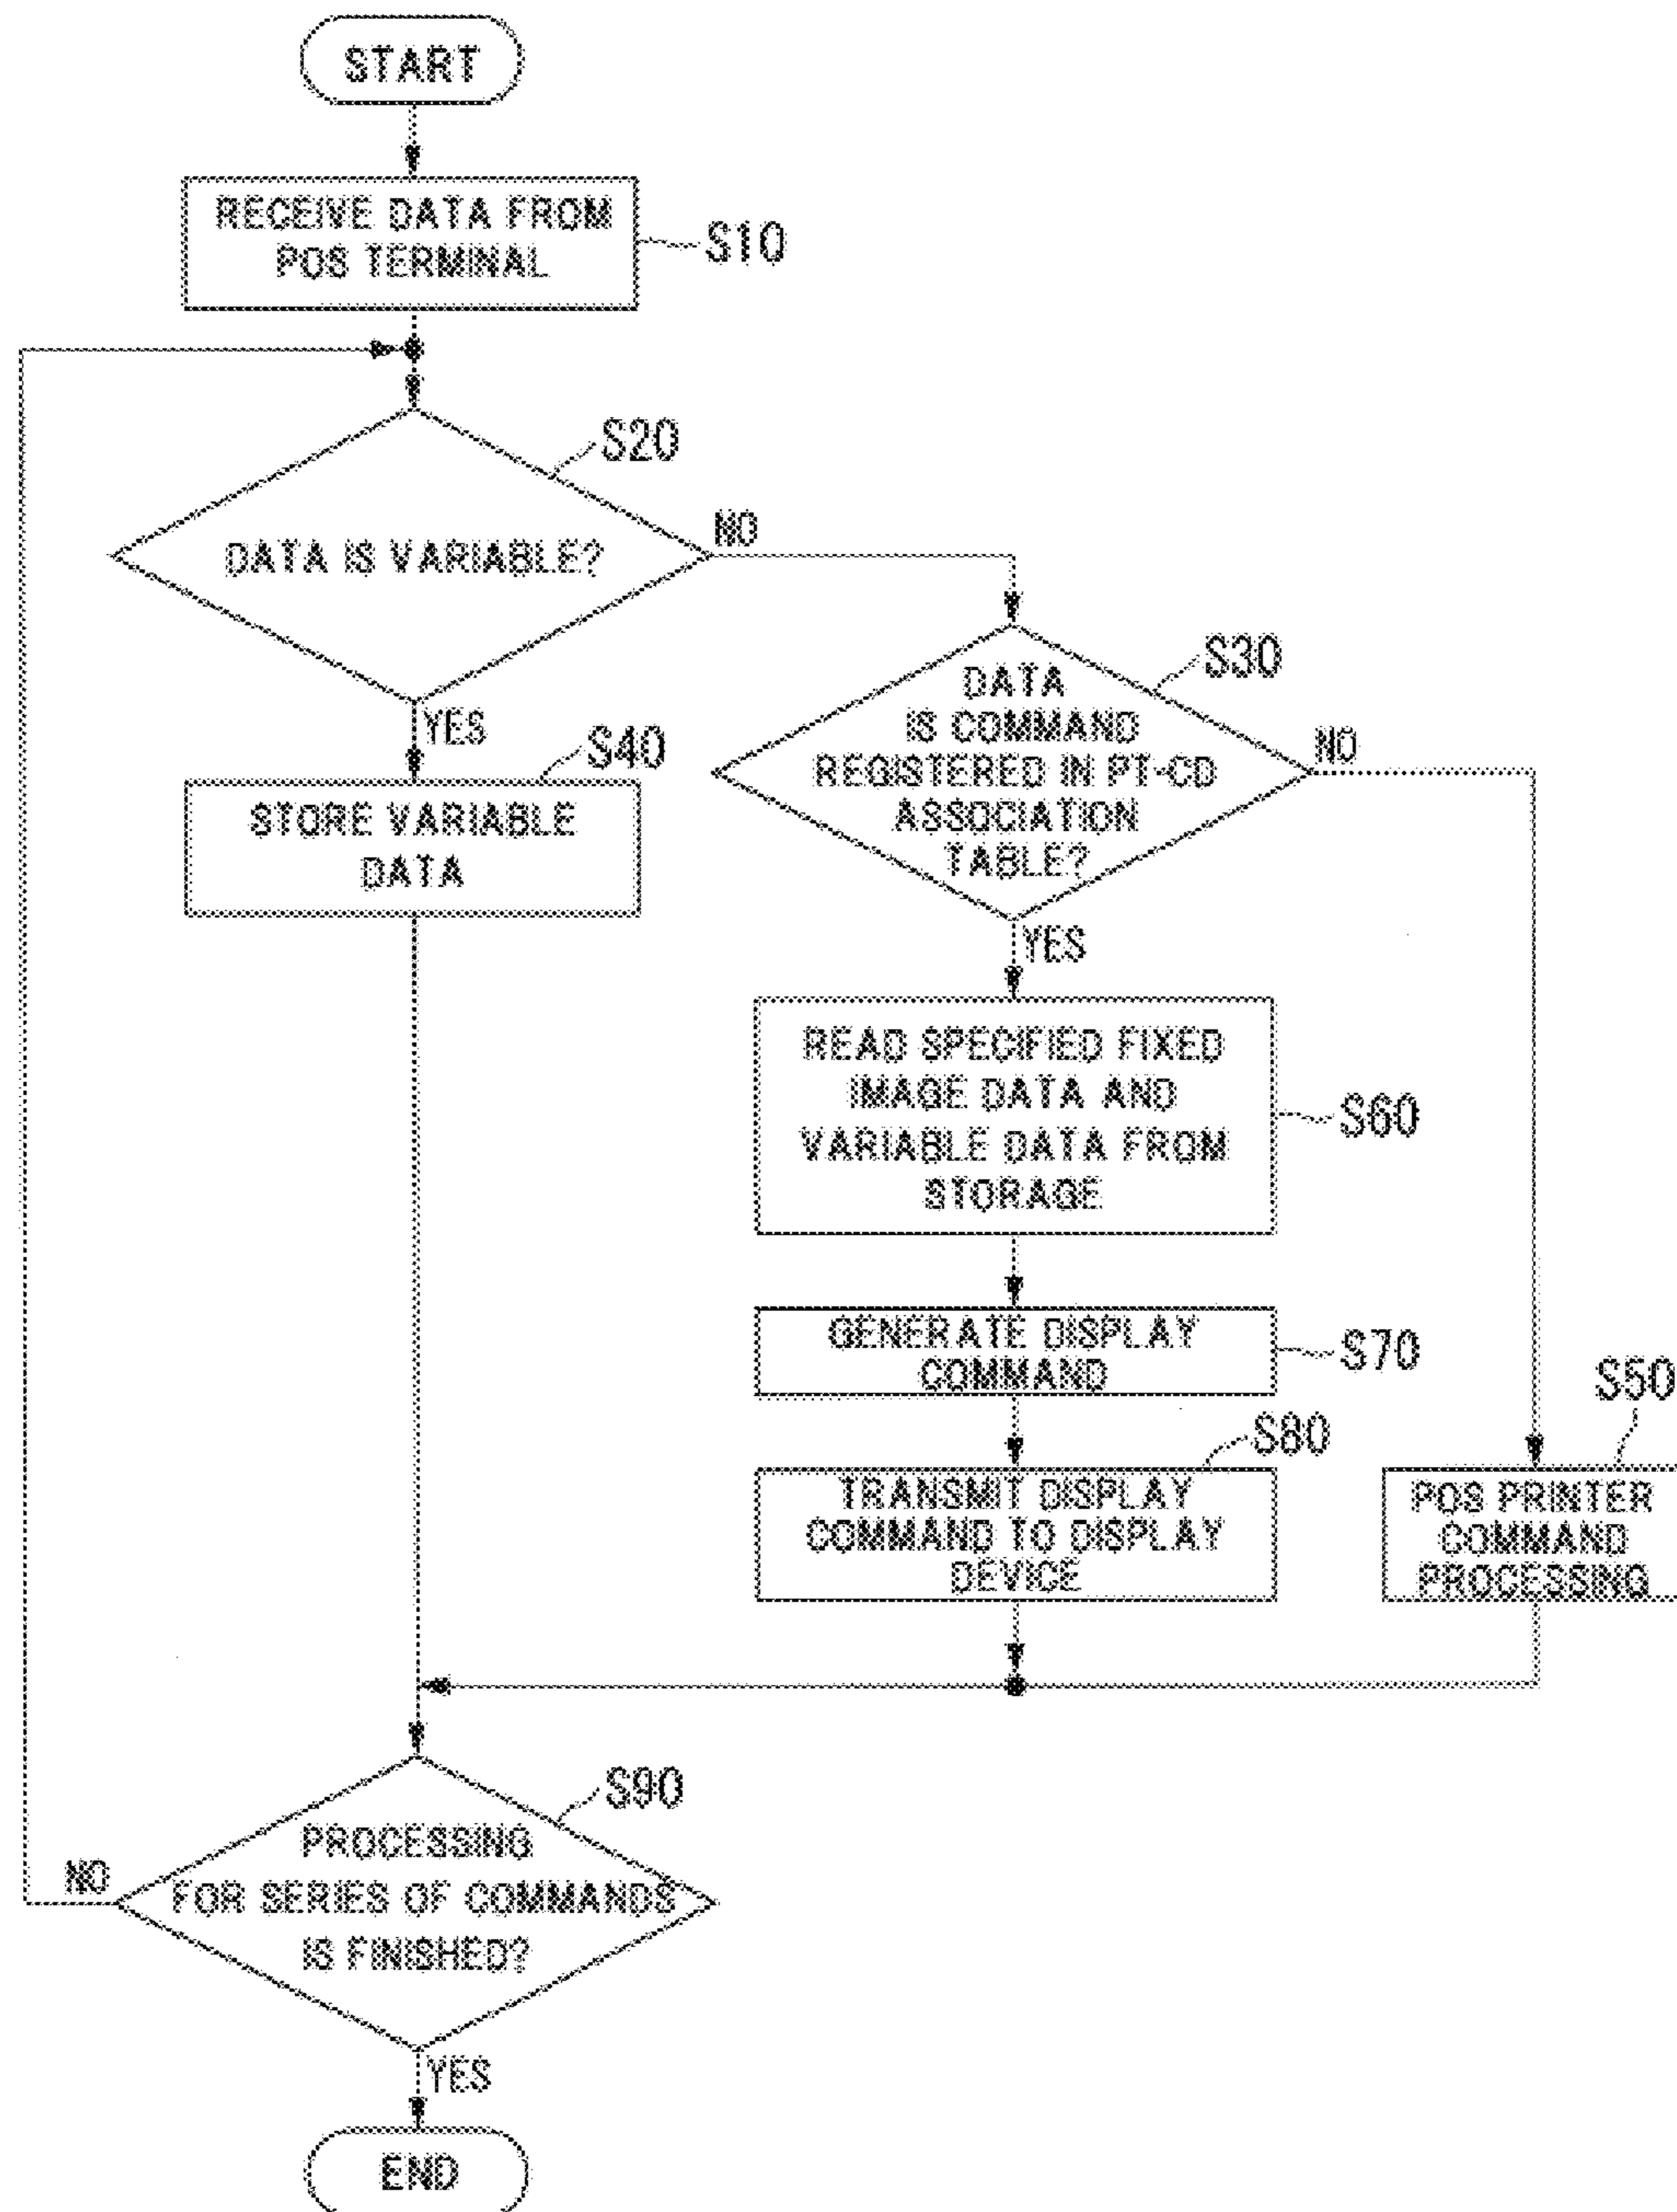 START
RECEIVE DATA FROM
POS TERMINAL
S10
S20
DATA IS VARIABLE?
NO
YES
S30
DATA
IS COMMAND
REGISTERED IN PT-CD
ASSOCIATION
TABLE?
NO
YES
S40
STORE VARIABLE
DATA
READ SPECIFIED FIXED
IMAGE DATA AND
VARIABLE DATA FROM
STORAGE
S60
GENERATE DISPLAY
COMMAND
S70
S80
TRANSMIT DISPLAY
COMMAND TO DISPLAY
DEVICE
S50
POS PRINTER
COMMAND
PROCESSING
S90
PROCESSING
FOR SERIES OF COMMANDS
IS FINISHED?
NO
YES
END